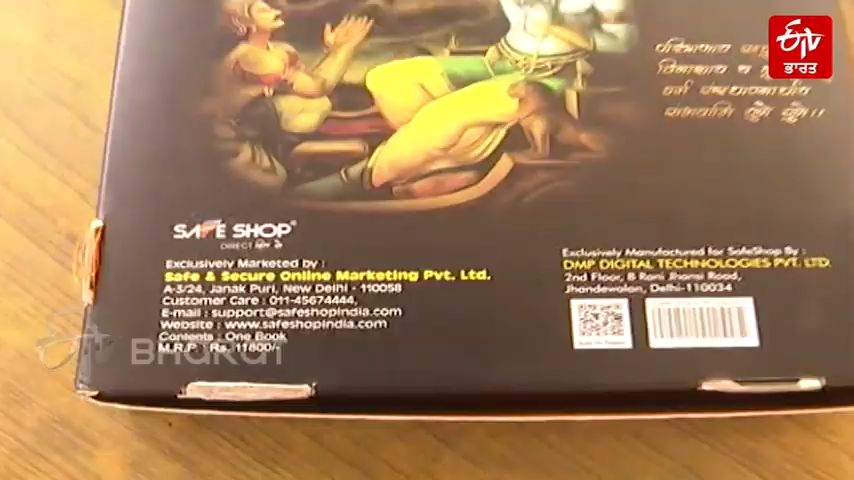 ETV
ਭਾਰਤ
SAFE SHOP
DIRECT
Exclusively Marketed by :
Safe & Secure Online Marketing Pvt. Ltd.
A-3/24, Janak Puri, New Delhi - 110058
Customer Care : 011-45674444,
E-mail : support@safeshopindia.com
Website : www.safeshopindia.com
Contents : One Book
M.R.P : Rs. 11800/-
Exclusively Manufactured for SafeShop By :
DMP DIGITAL TECHNOLOGIES PVT. LTD.
2nd Floor, B Rani Jhansi Road,
Jhandewalan, Delhi-110034
BHARAT